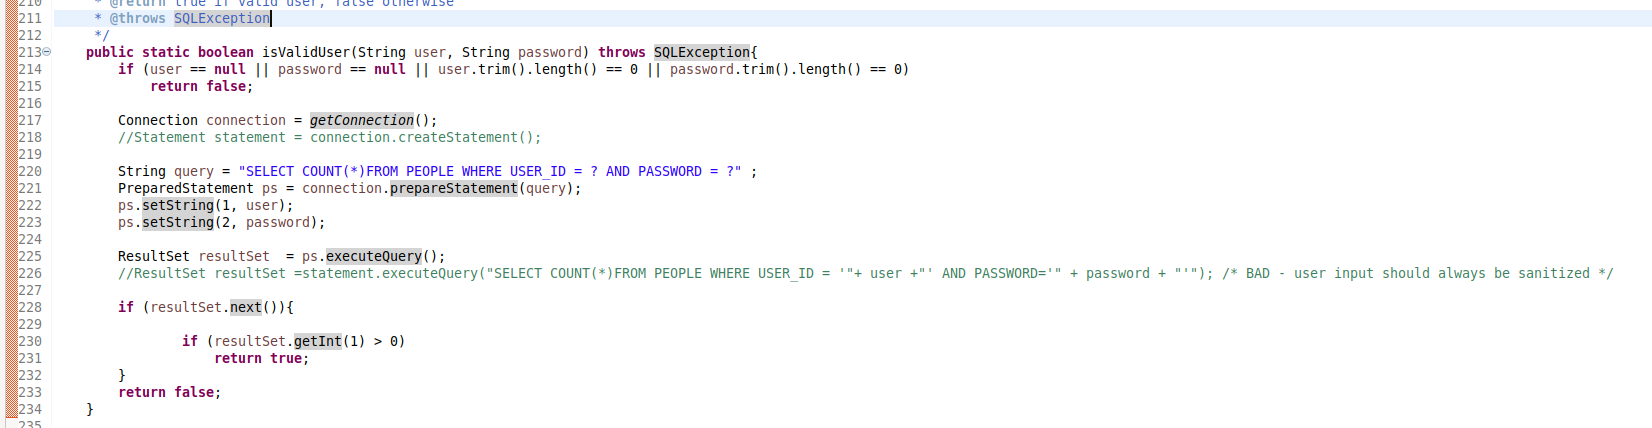 210 * @return true if valid user, false otherwise
211 * @throws SQLException
212 */
213 public static boolean isValidUser(String user, String password) throws SQLException{
214 if (user == null || password == null || user.trim().length() == 0 || password.trim().length() == 0)
215 return false;
216
217 Connection connection = getConnection();
218 //Statement statement = connection.createStatement();
219
220 String query = "SELECT COUNT(*)FROM PEOPLE WHERE USER_ID = ? AND PASSWORD = ?" ;
221 PreparedStatement ps = connection.prepareStatement(query);
222 ps.setString(1, user);
223 ps.setString(2, password);
224
225 ResultSet resultSet  = ps.executeQuery();
226 //ResultSet resultSet =statement.executeQuery("SELECT COUNT(*)FROM PEOPLE WHERE USER_ID = '"+ user +"' AND PASSWORD='" + password + "'"); /* BAD - user input should always be sanitized */
227
228 if (resultSet.next()){
229
230 if (resultSet.getInt(1) > 0)
231 return true;
232 }
233 return false;
234 }
235